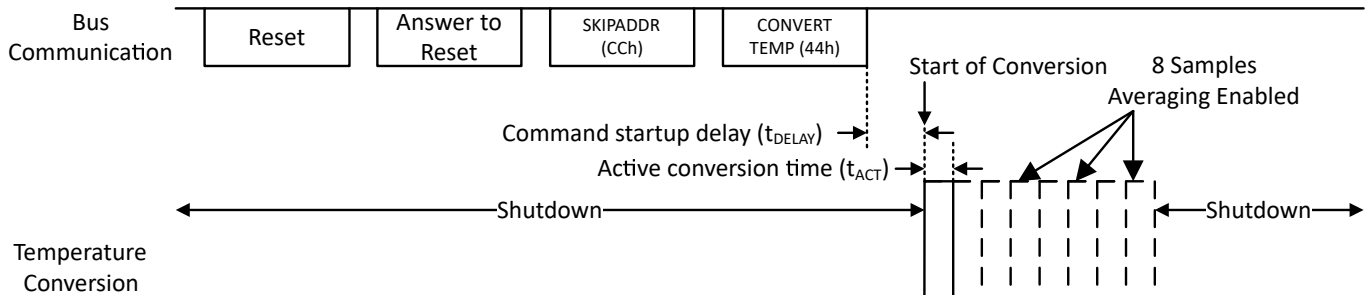 Bus
Communication
Reset
Answer to
Reset
SKIPADDR
(CCh)
CONVERT
TEMP (44h)
Start of Conversion
8 Samples
Averaging Enabled
Command startup delay (tDELAY)
Active conversion time (tACT)
Shutdown
Shutdown
Temperature
Conversion